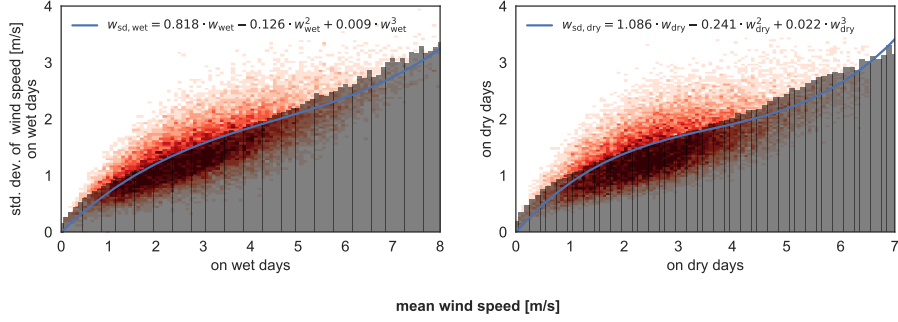 std. dev. of wind speed [m/s]
on wet days
4
3
2
1
0
w_sd, wet = 0.818 · w_wet − 0.126 · w²_wet + 0.009 · w³_wet
0 1 2 3 4 5 6 7 8
on wet days
on dry days
4
3
2
1
0
w_sd, dry = 1.086 · w_dry − 0.241 · w²_dry + 0.022 · w³_dry
0 1 2 3 4 5 6 7
on dry days
mean wind speed [m/s]